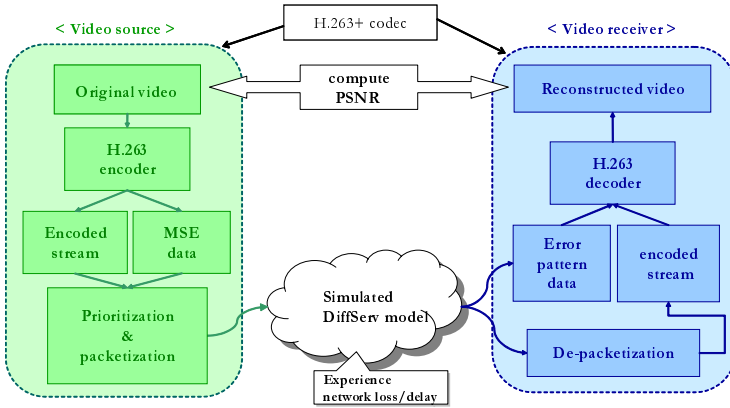 H.263+ codec
< Video source >
< Video receiver >
Original video
compute
PSNR
Reconstructed video
H.263
encoder
H.263
decoder
Encoded
stream
MSE
data
Error
pattern
data
encoded
stream
Prioritization
&
packetization
Simulated
DiffServ model
De-packetization
Experience
network loss/delay